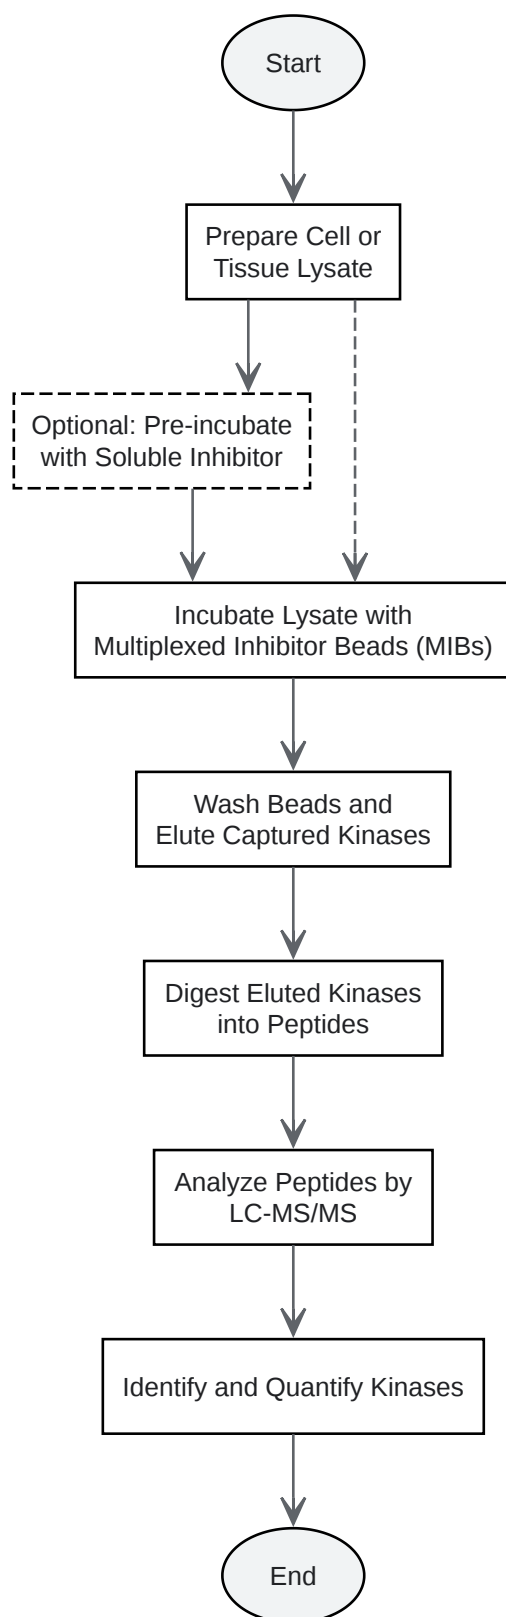 Start
Prepare Cell or
Tissue Lysate
Optional: Pre-incubate
with Soluble Inhibitor
Incubate Lysate with
Multiplexed Inhibitor Beads (MIBs)
Wash Beads and
Elute Captured Kinases
Digest Eluted Kinases
into Peptides
Analyze Peptides by
LC-MS/MS
Identify and Quantify Kinases
End